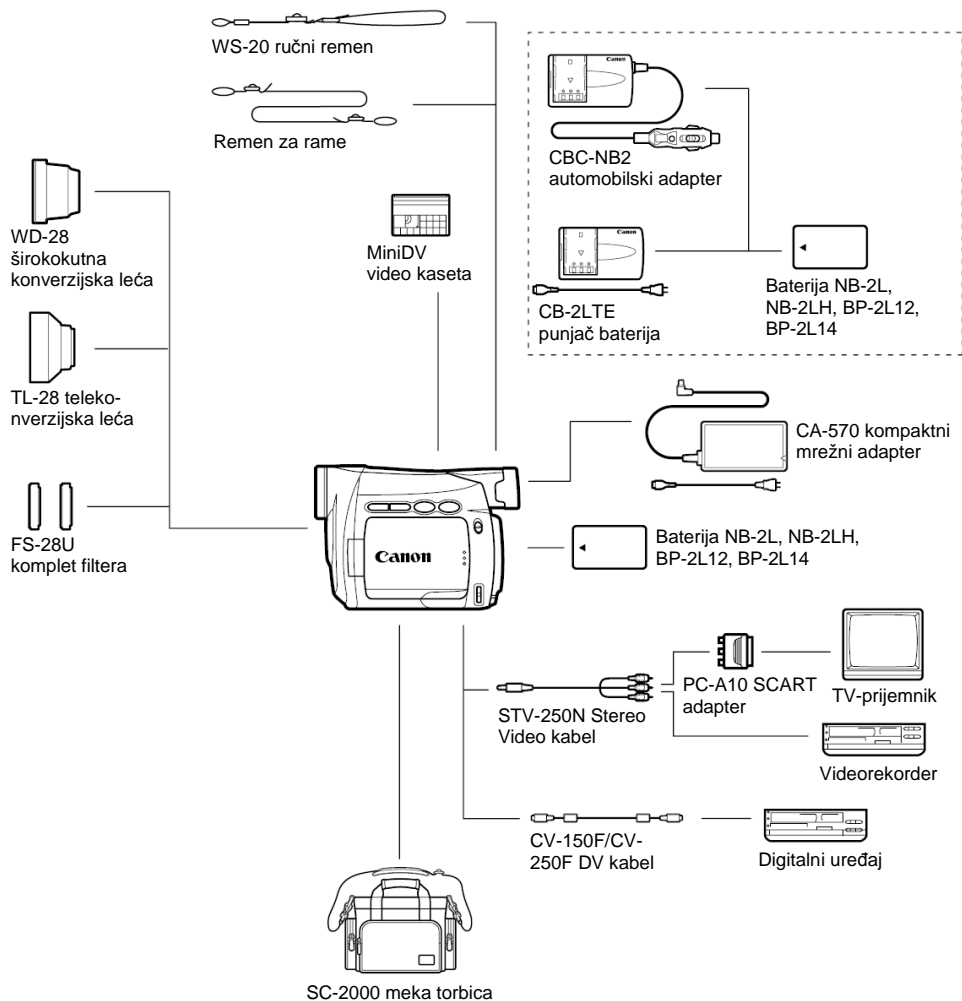 WS-20 ručni remen
Remen za rame
WD-28
širokokutna
konverzijska leća
TL-28 teleko-
nverzijska leća
FS-28U
komplet filtera
MiniDV
video kaseta
Canon
CBC-NB2
automobilski adapter
Canon
CB-2LTE
punjač baterija
Baterija NB-2L,
NB-2LH, BP-2L12,
BP-2L14
CA-570 kompaktni
mrežni adapter
Canon
Baterija NB-2L, NB-2LH,
BP-2L12, BP-2L14
STV-250N Stereo
Video kabel
PC-A10 SCART
adapter
TV-prijemnik
Videorekorder
CV-150F/CV-
250F DV kabel
Digitalni uređaj
SC-2000 meka torbica